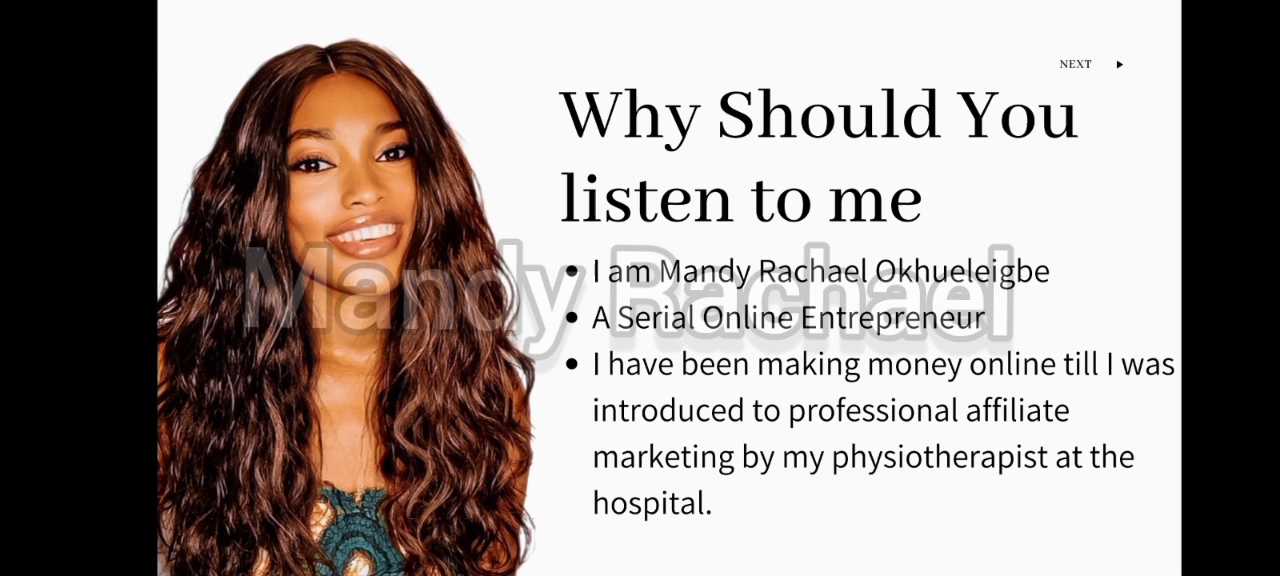 NEXT
Why Should You
listen to me
Mandy Rachael
• I am Mandy Rachael Okhueleigbe
• A Serial Online Entrepreneur
• I have been making money online till I was
introduced to professional affiliate
marketing by my physiotherapist at the
hospital.